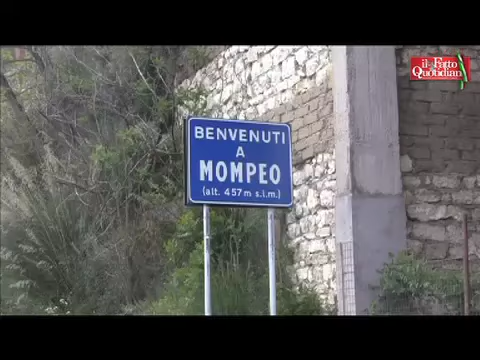 il Fatto
Quotidiano
BENVENUTI
A
MOMPEO
(alt. 457 m s.l.m.)